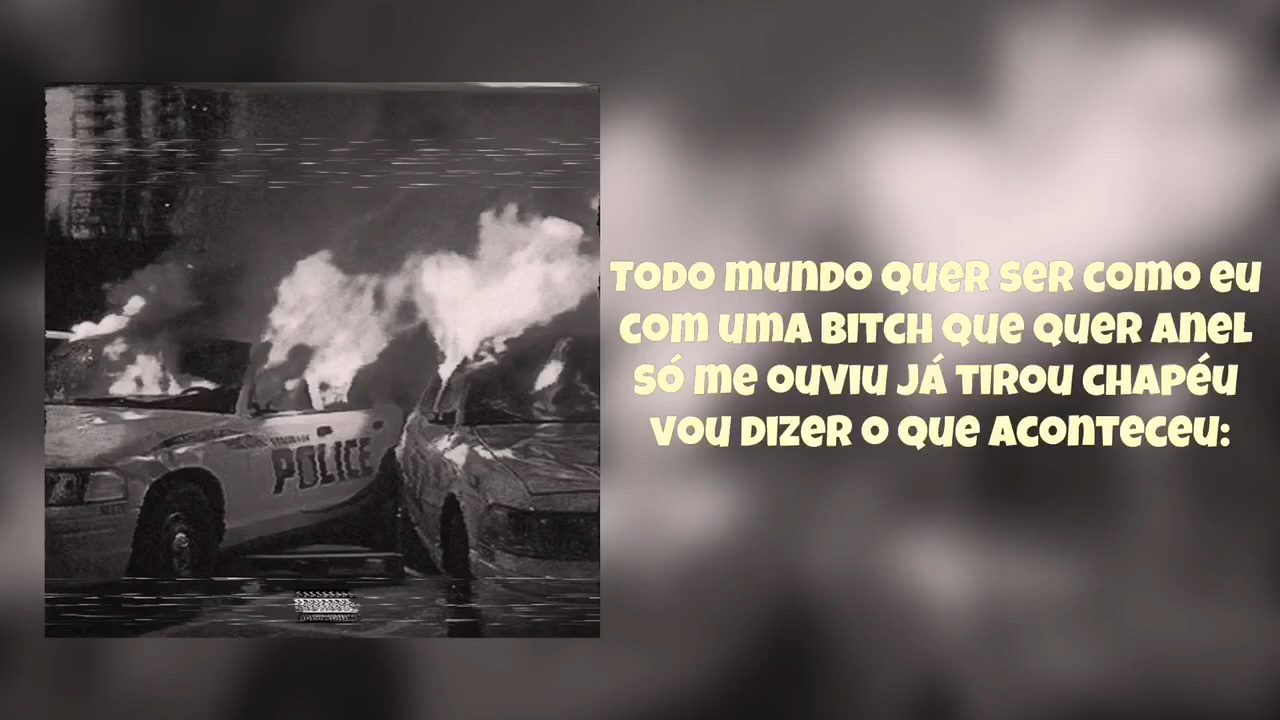 POLICE
Todo mundo quer ser como eu
com uma bitch que quer anel
só me ouviu já tirou chapéu
vou dizer o que aconteceu: